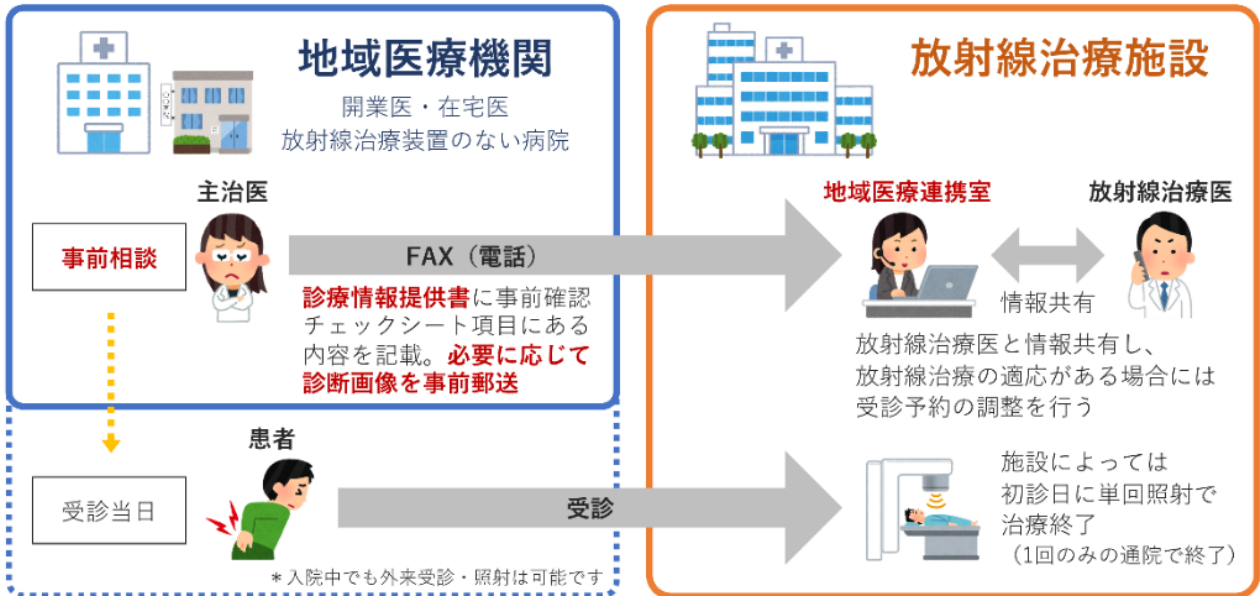 地域医療機関
開業医・在宅医
放射線治療装置のない病院
主治医
事前相談
FAX（電話）
診療情報提供書に事前確認
チェックシート項目にある
内容を記載。必要に応じて
診断画像を事前郵送
患者
受診当日
受診
＊入院中でも外来受診・照射は可能です
放射線治療施設
地域医療連携室
放射線治療医
情報共有
放射線治療医と情報共有し、
放射線治療の適応がある場合には
受診予約の調整を行う
施設によっては
初診日に単回照射で
治療終了
（1回のみの通院で終了）